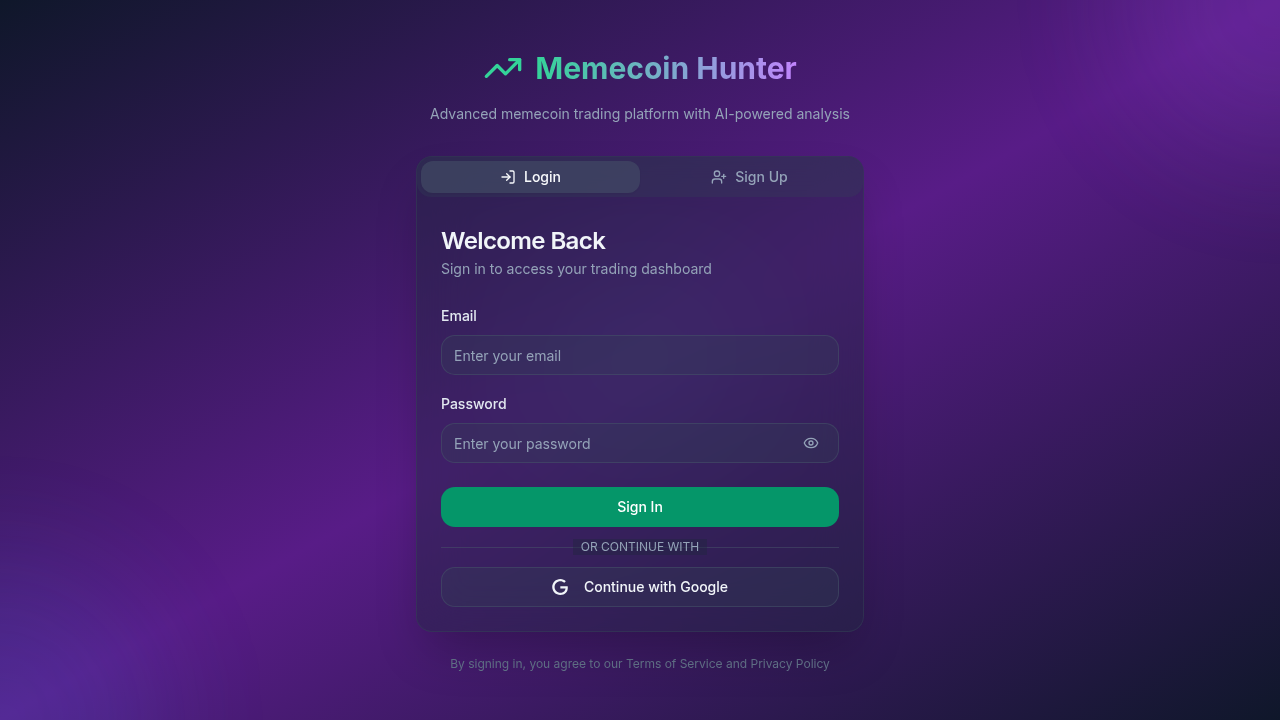 Memecoin Hunter
Advanced memecoin trading platform with AI-powered analysis
Login
Sign Up
Welcome Back
Sign in to access your trading dashboard
Email
Enter your email
Password
Enter your password
Sign In
OR CONTINUE WITH
Continue with Google
By signing in, you agree to our Terms of Service and Privacy Policy